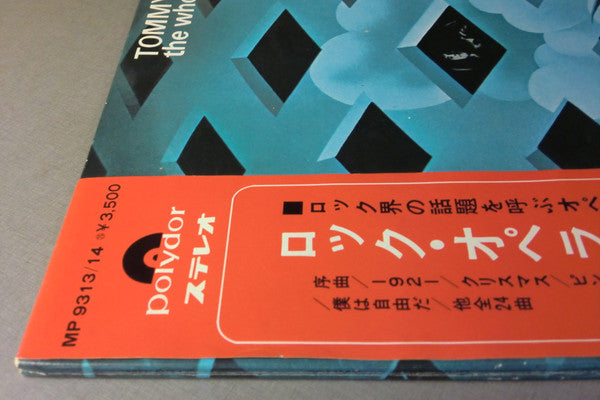 TOMMY
the who
MP 9313/14 ㊝¥3,500
polydor
ステレオ
■ロック界の話題を呼ぶオペ
ロック・オペラ
序曲/1921/クリスマス/ピン
/僕は自由だ/他全24曲